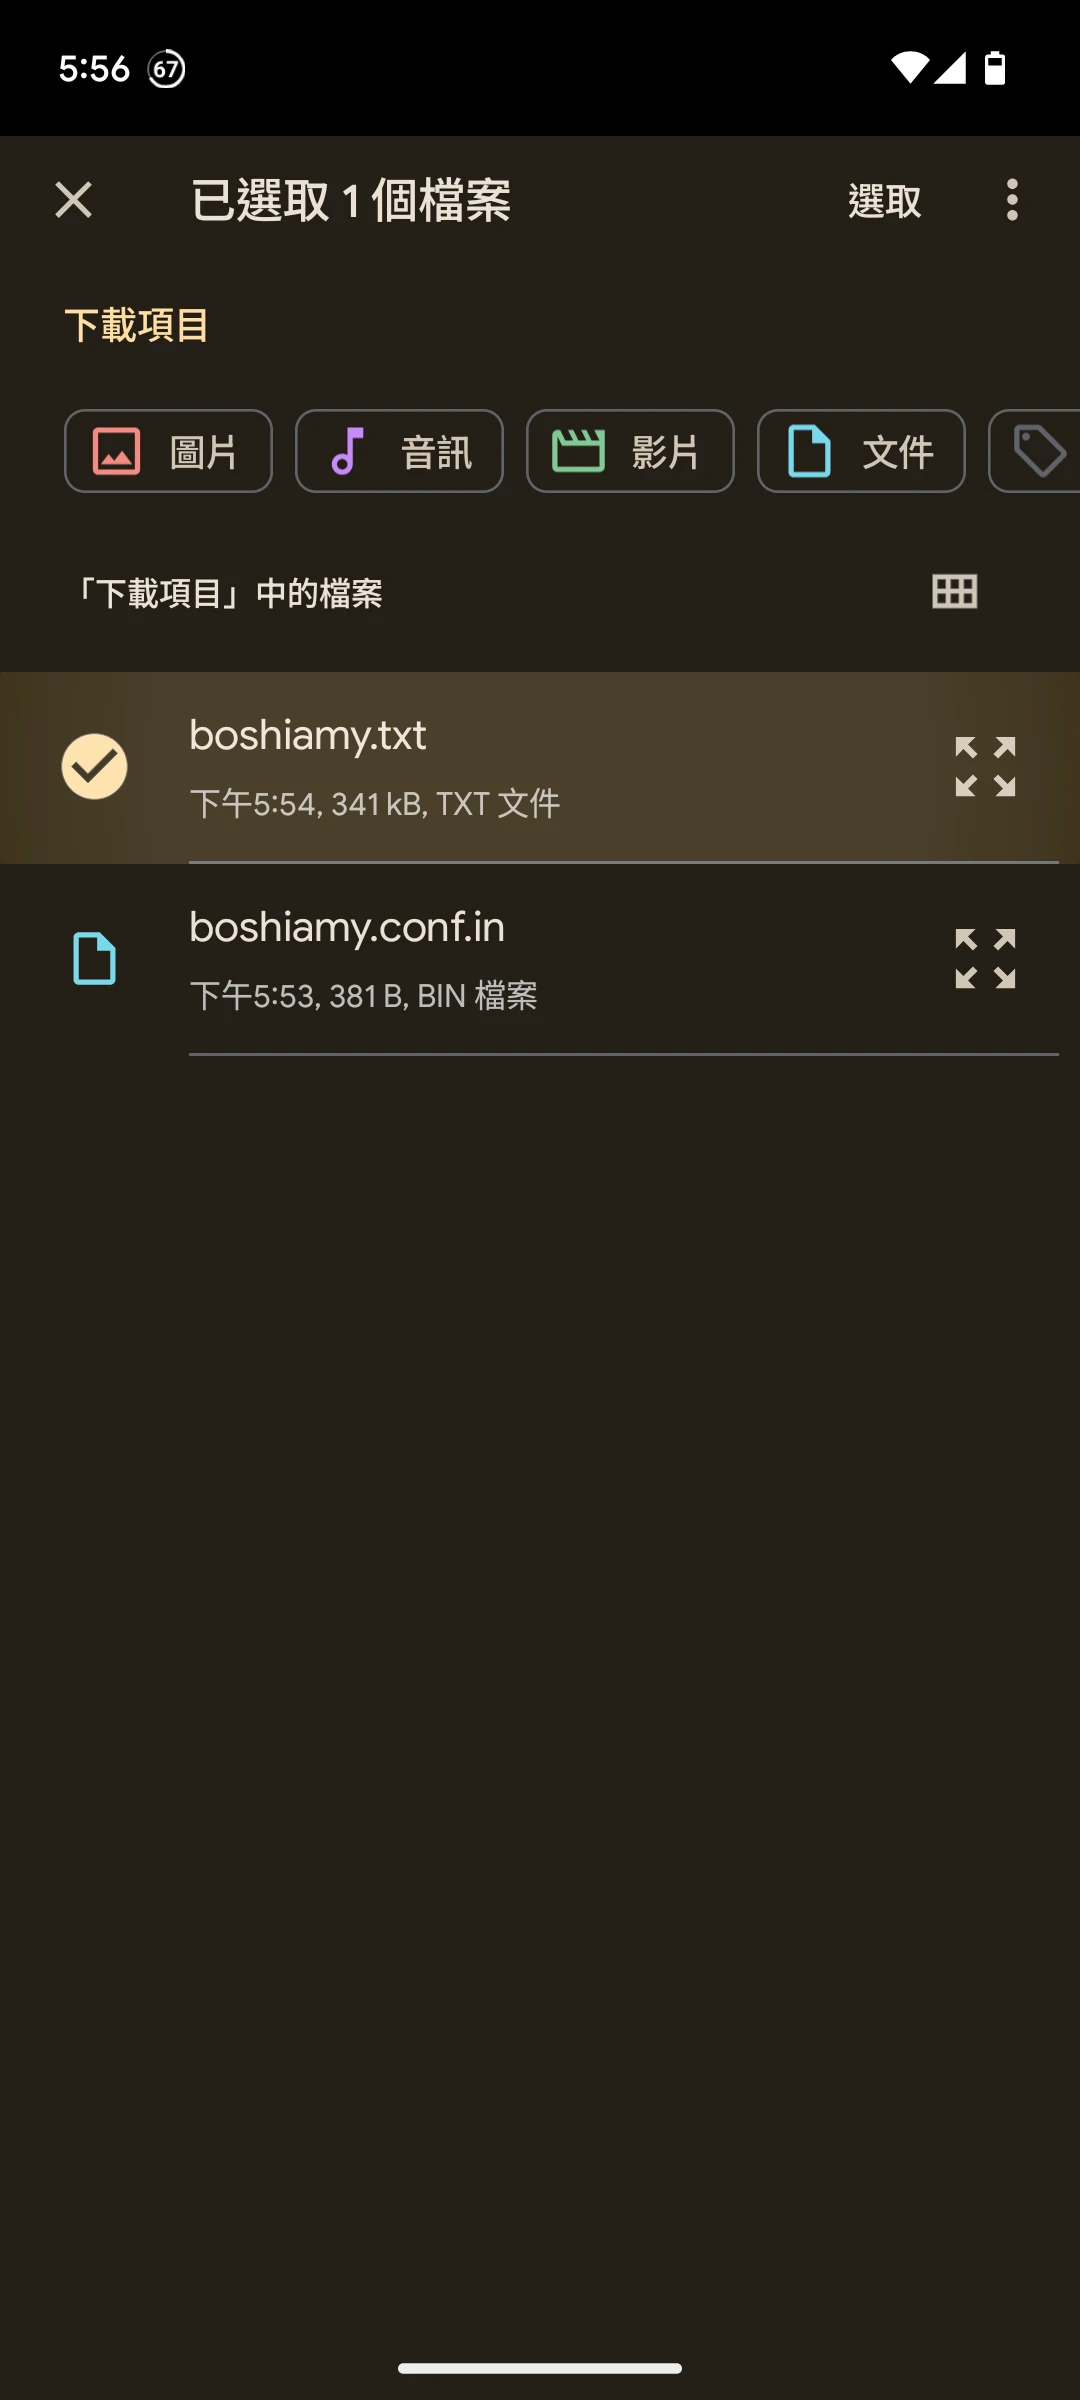 5:56 67
已選取 1 個檔案 選取
下載項目
圖片 音訊 影片 文件
「下載項目」中的檔案
boshiamy.txt
下午5:54, 341 kB, TXT 文件
boshiamy.conf.in
下午5:53, 381 B, BIN 檔案